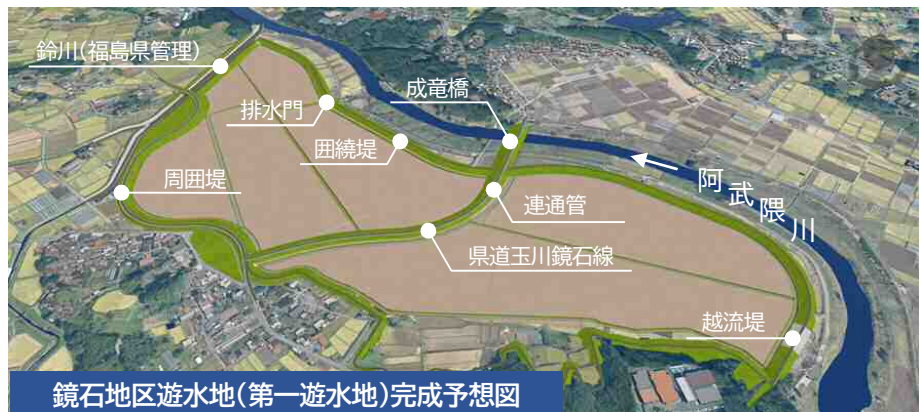 鈴川(福島県管理)
成竜橋
排水門
囲繞堤
周囲堤
連通管
阿武隈川
県道玉川鏡石線
越流堤
鏡石地区遊水地(第一遊水地)完成予想図